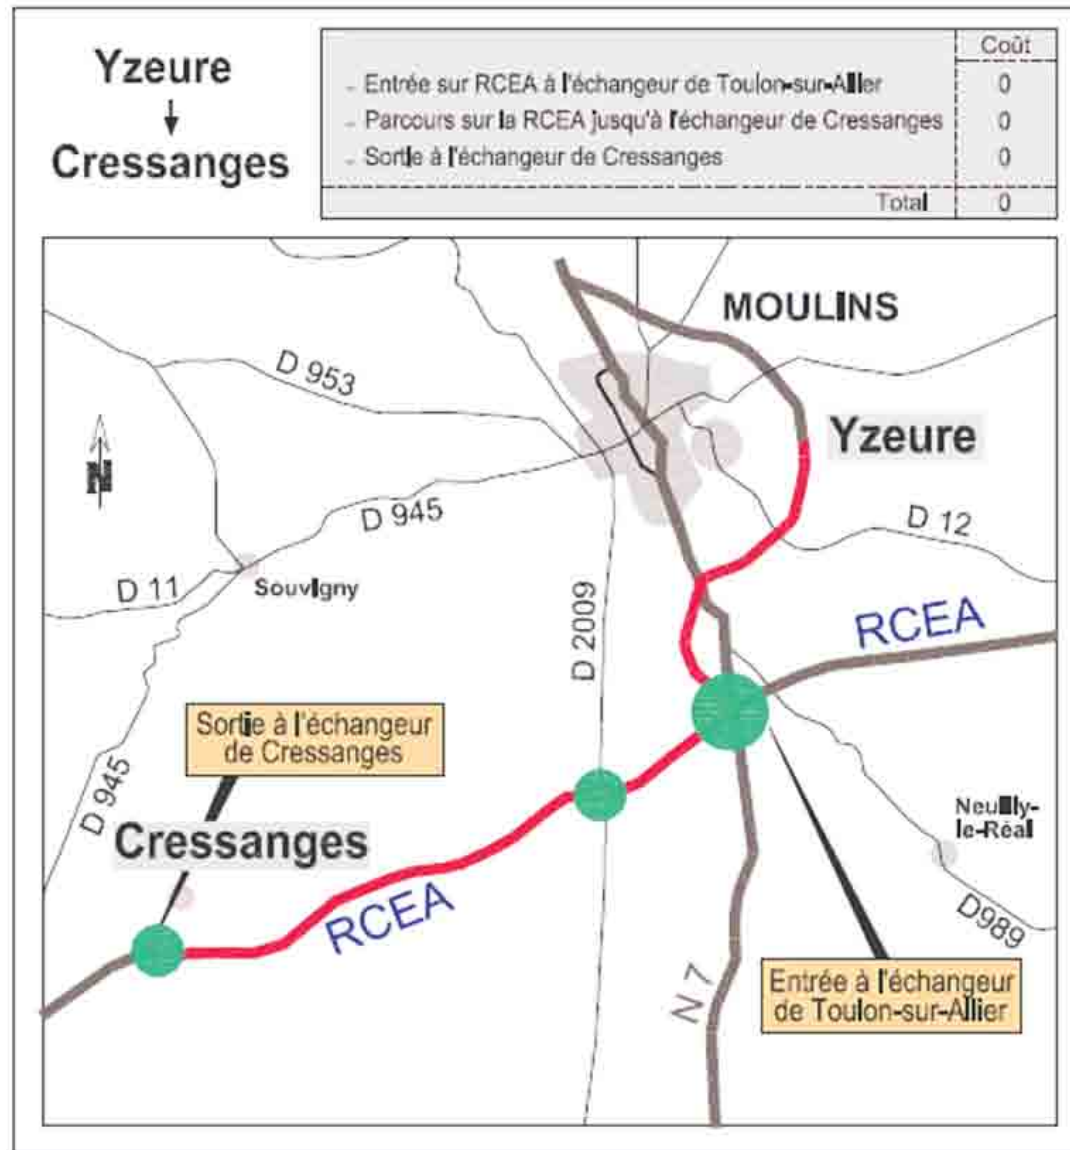 Yzeure
Cressanges
Coût
- Entrée sur RCEA à l'échangeur de Toulon-sur-Allier 0
- Parcours sur la RCEA jusqu'à l'échangeur de Cressanges 0
- Sortie à l'échangeur de Cressanges 0
Total 0
MOULINS
D 953
Yzeure
N
D 945
D 12
D 11
Souvigny
D 2009
RCEA
Sortie à l'échangeur
de Cressanges
D 945
Neuilly-
le-Réal
Cressanges
RCEA
D989
N 7
Entrée à l'échangeur
de Toulon-sur-Allier